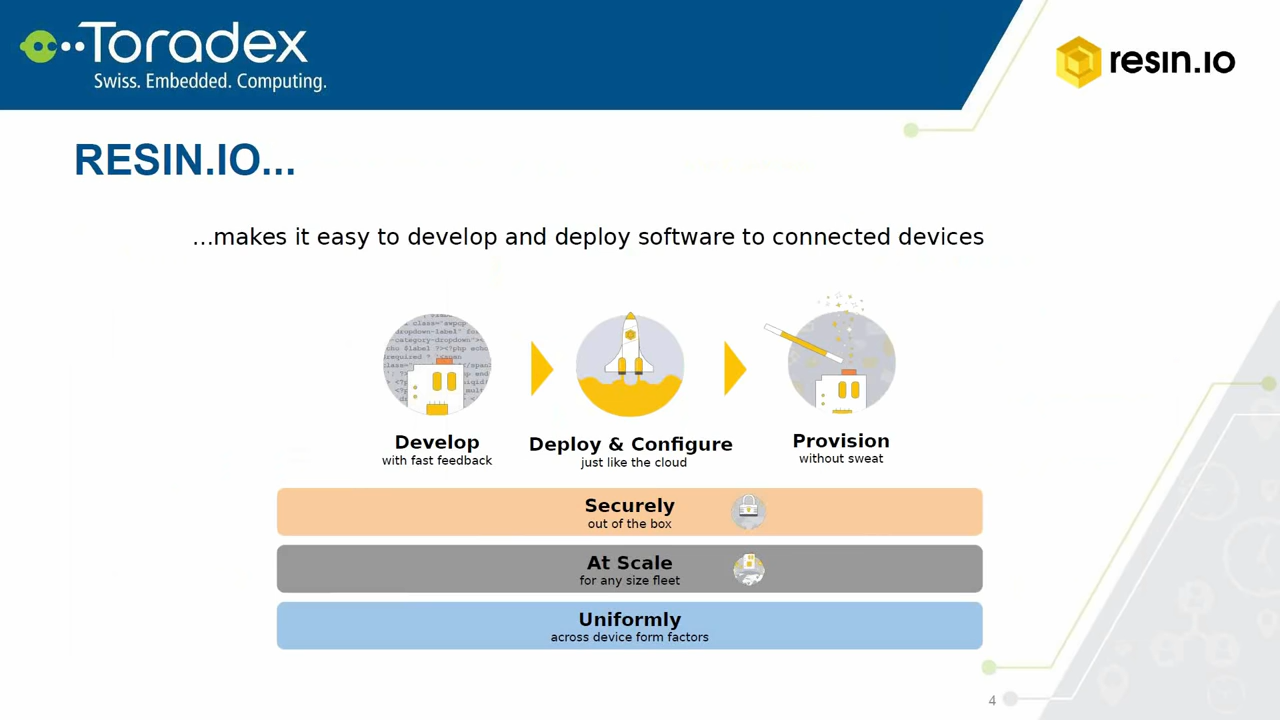 Toradex
Swiss. Embedded. Computing.
resin.io
RESIN.IO...
...makes it easy to develop and deploy software to connected devices
Develop
with fast feedback
Deploy & Configure
just like the cloud
Provision
without sweat
Securely
out of the box
At Scale
for any size fleet
Uniformly
across device form factors
4